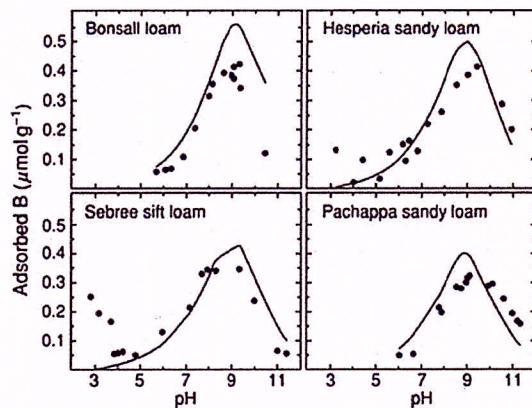 Bonsall loam
Hesperia sandy loam
0.5
0.4
0.3
0.2
0.1
Sebree sift loam
Pachappa sandy loam
0.5
0.4
0.3
0.2
0.1
Adsorbed B (μmol g⁻¹)
3 5 7 9 11
3 5 7 9 11
pH
pH